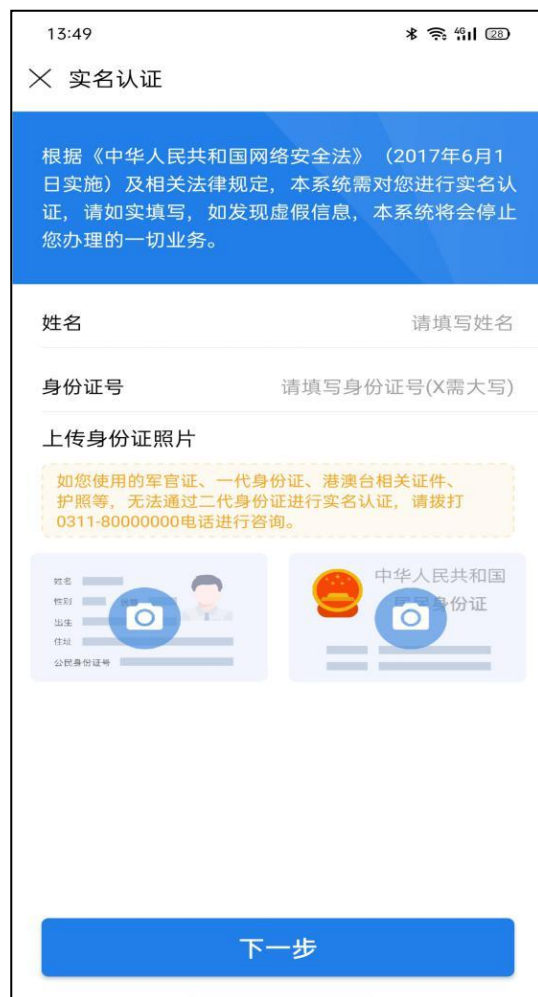 13:49
4G 28
实名认证
根据《中华人民共和国网络安全法》（2017年6月1
日实施）及相关法律规定，本系统需对您进行实名认
证，请如实填写，如发现虚假信息，本系统将会停止
您办理的一切业务。
姓名 请填写姓名
身份证号 请填写身份证号(X需大写)
上传身份证照片
如您使用的军官证、一代身份证、港澳台相关证件、
护照等，无法通过二代身份证进行实名认证，请拨打
0311-80000000电话进行咨询。
姓名
性别
出生
住址
公民身份证号
中华人民共和国
居民身份证
下一步